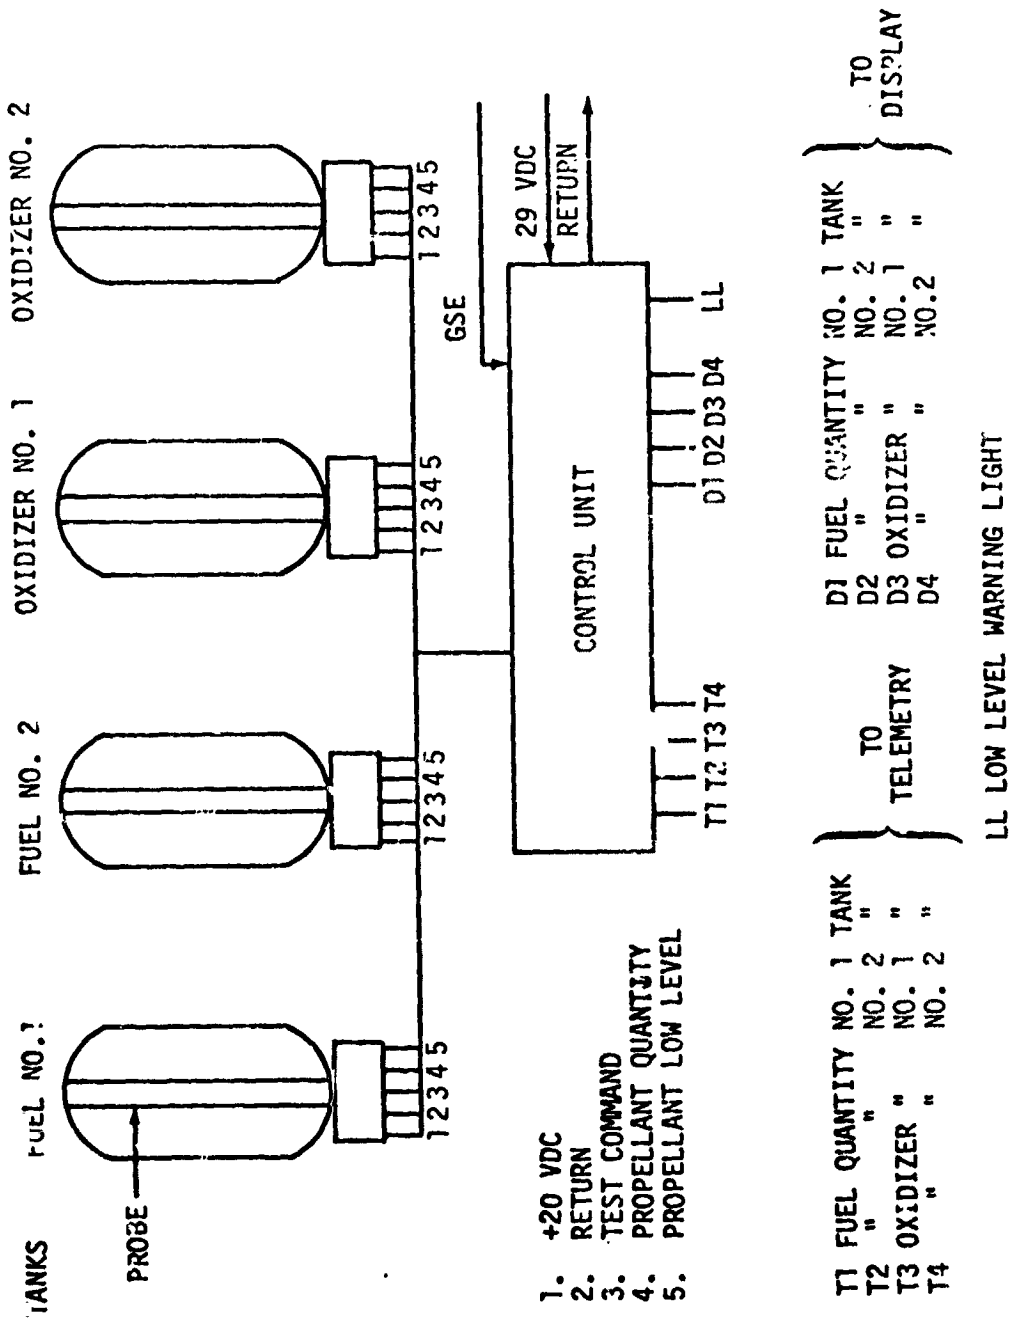 TANKS
FUEL NO. 1
FUEL NO. 2
OXIDIZER NO. 1
OXIDIZER NO. 2
PROBE
1 2 3 4 5
1 2 3 4 5
1 2 3 4 5
1 2 3 4 5
GSE
29 VDC
RETURN
CONTROL UNIT
T1 T2 T3 T4
D1 D2 D3 D4
LL
1. +20 VDC
2. RETURN
3. TEST COMMAND
4. PROPELLANT QUANTITY
5. PROPELLANT LOW LEVEL
T1 FUEL QUANTITY NO. 1 TANK
T2 " " NO. 2 "
T3 OXIDIZER " NO. 1 "
T4 " " NO. 2 "
TO
TELEMETRY
D1 FUEL QUANTITY NO. 1 TANK
D2 " " NO. 2 "
D3 OXIDIZER " NO. 1 "
D4 " " NO.2 "
TO
DISPLAY
LL LOW LEVEL WARNING LIGHT